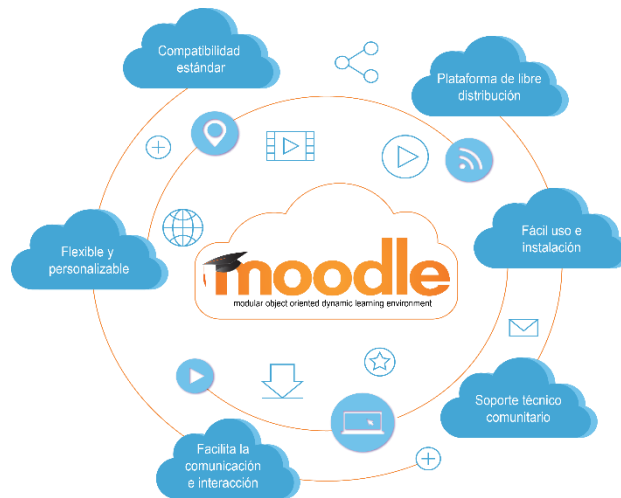 Compatibilidad
estándar
Plataforma de libre
distribución
Flexible y
personalizable
Fácil uso e
instalación
moodle
modular object oriented dynamic learning environment
Soporte técnico
comunitario
Facilita la
comunicación
e interacción